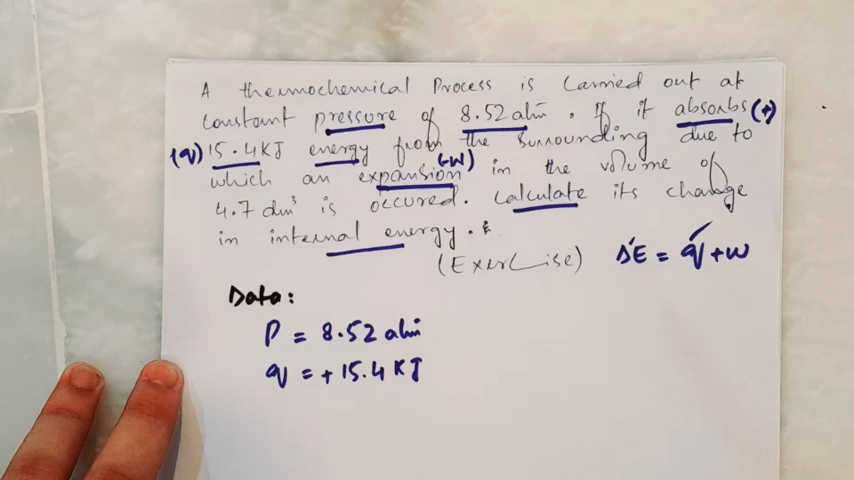 A thermochemical Process is Carried out at
Constant pressure of 8.52 atm. If it absorbs (+)
(q) 15.4KJ energy from the surrounding due to
which an expansion (-w) in the volume of
4.7 dm³ is occured. Calculate its change
in internal energy.
(Exercise) ΔE = q+w
Data:
P = 8.52 atm
q = +15.4 KJ